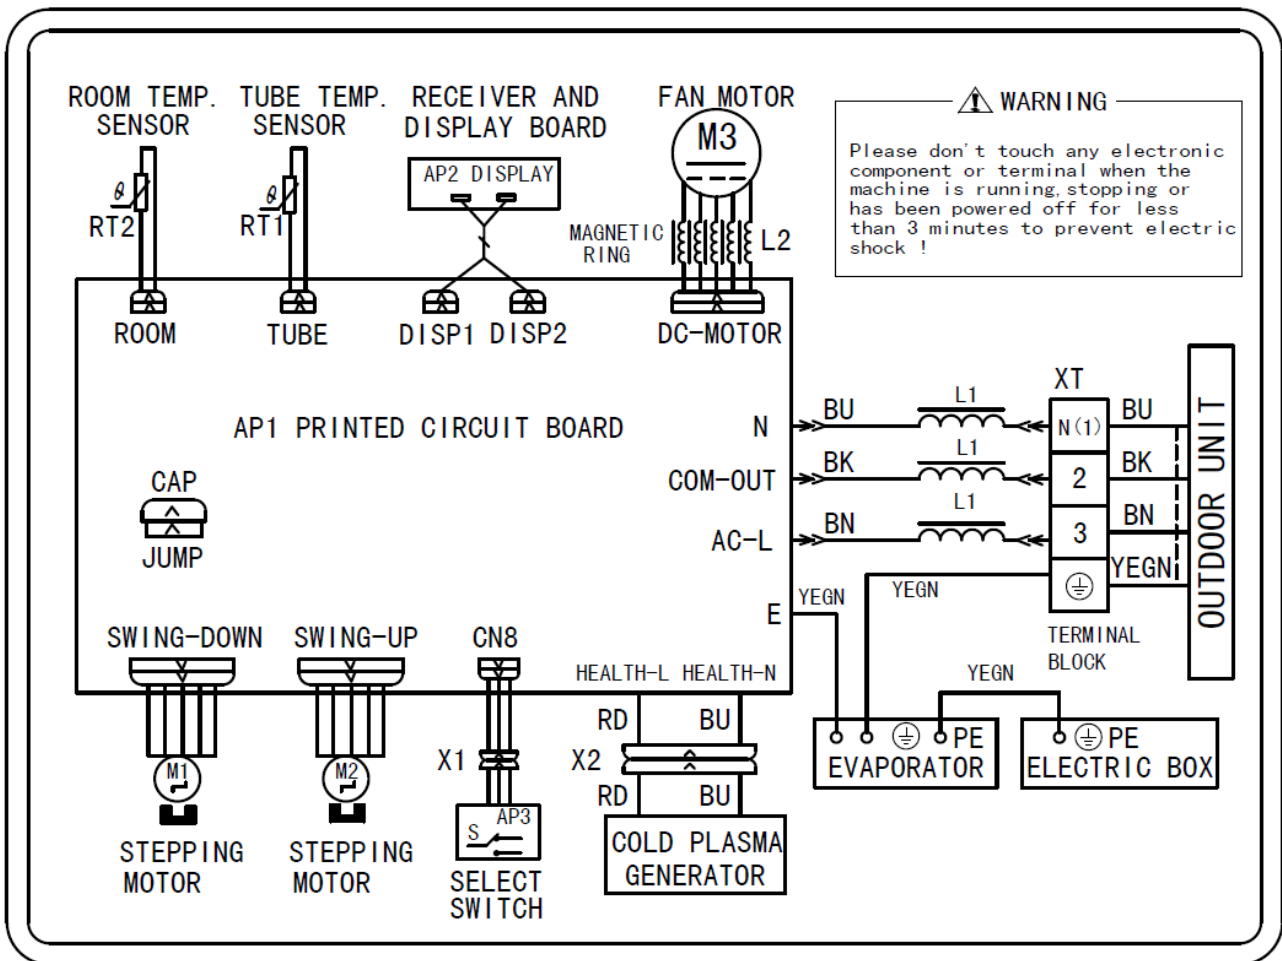 ROOM TEMP.
SENSOR
TUBE TEMP.
SENSOR
RECEIVER AND
DISPLAY BOARD
FAN MOTOR
WARNING
Please don't touch any electronic
component or terminal when the
machine is running, stopping or
has been powered off for less
than 3 minutes to prevent electric
shock !
AP2 DISPLAY
M3
θ
RT2
θ
RT1
MAGNETIC
RING
L2
ROOM
TUBE
DISP1
DISP2
DC-MOTOR
AP1 PRINTED CIRCUIT BOARD
XT
N
BU
L1
N(1)
BU
COM-OUT
BK
L1
2
BK
AC-L
BN
L1
3
BN
YEGN
OUTDOOR UNIT
CAP
JUMP
E
YEGN
YEGN
TERMINAL
BLOCK
SWING-DOWN
SWING-UP
CN8
HEALTH-L
HEALTH-N
YEGN
RD
BU
X1
X2
PE
EVAPORATOR
PE
ELECTRIC BOX
M1
M2
RD
BU
S
AP3
COLD PLASMA
GENERATOR
STEPPING
MOTOR
STEPPING
MOTOR
SELECT
SWITCH